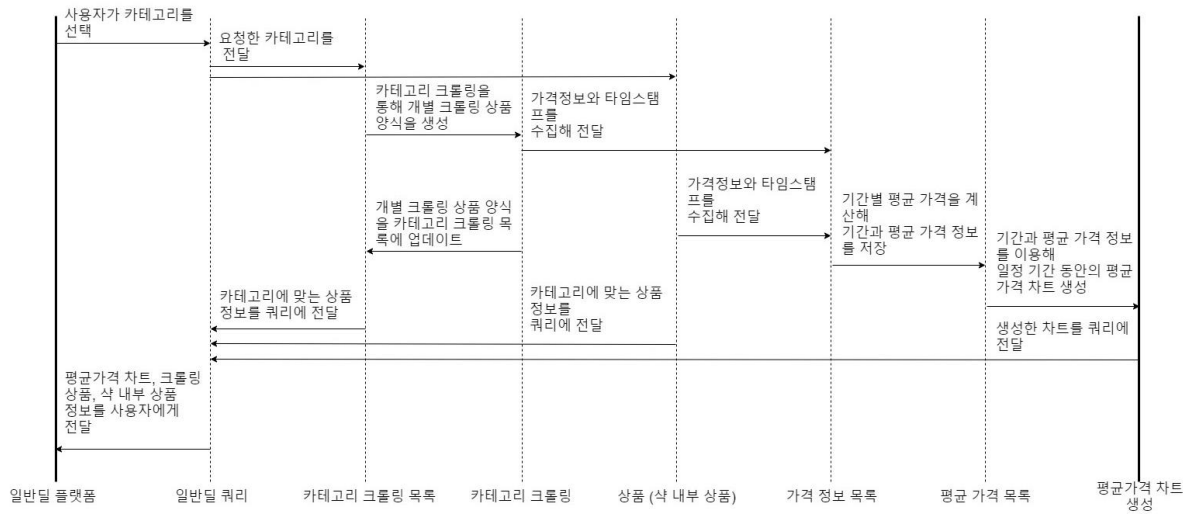 사용자가 카테고리를
선택
요청한 카테고리를
전달
카테고리 크롤링을
통해 개별 크롤링 상품
양식을 생성
가격정보와 타임스탬
프를
수집해 전달
가격정보와 타임스탬
프를
수집해 전달
기간별 평균 가격을 계
산해
기간과 평균 가격 정보
를 저장
개별 크롤링 상품 양식
을 카테고리 크롤링 목
록에 업데이트
기간과 평균 가격 정보
를 이용해
일정 기간 동안의 평균
가격 차트 생성
카테고리에 맞는 상품
정보를 쿼리에 전달
카테고리에 맞는 상품
정보를
쿼리에 전달
생성한 차트를 쿼리에
전달
평균가격 차트, 크롤링
상품, 샥 내부 상품
정보를 사용자에게
전달
일반딜 플랫폼
일반딜 쿼리
카테고리 크롤링 목록
카테고리 크롤링
상품 (샥 내부 상품)
가격 정보 목록
평균 가격 목록
평균가격 차트
생성